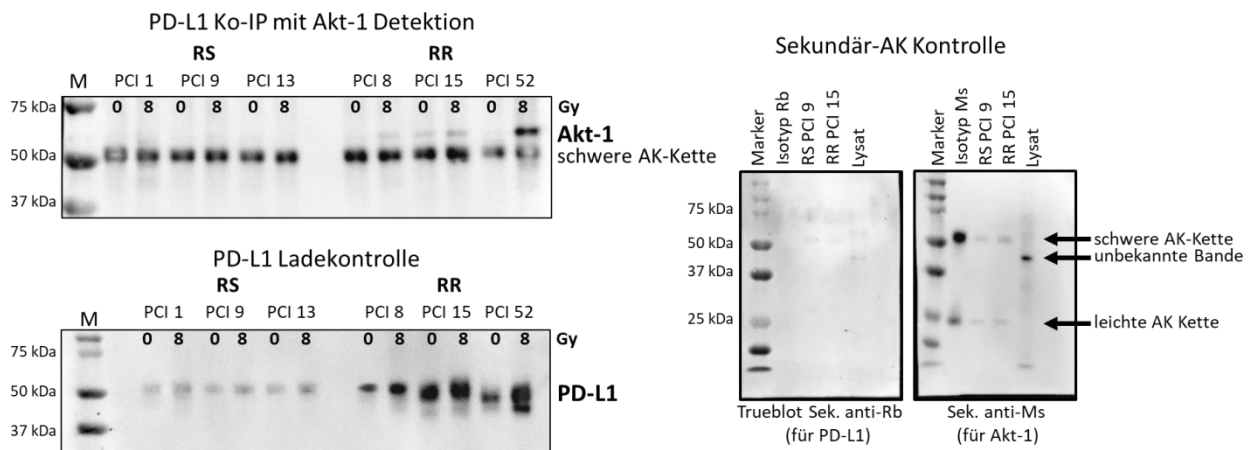 PD-L1 Ko-IP mit Akt-1 Detektion
RS RR
M PCI 1 PCI 9 PCI 13 PCI 8 PCI 15 PCI 52
75 kDa 0 8 0 8 0 8 0 8 0 8 0 8 Gy
Akt-1
50 kDa schwere AK-Kette
37 kDa
PD-L1 Ladekontrolle
RS RR
M PCI 1 PCI 9 PCI 13 PCI 8 PCI 15 PCI 52
0 8 0 8 0 8 0 8 0 8 0 8 Gy
75 kDa
50 kDa PD-L1
37 kDa
Sekundär-AK Kontrolle
Marker
Isotyp Rb
RS PCI 9
RR PCI 15
Lysat
Marker
Isotyp Ms
RS PCI 9
RR PCI 15
Lysat
75 kDa
50 kDa schwere AK-Kette
unbekannte Bande
37 kDa
25 kDa leichte AK Kette
Trueblot Sek. anti-Rb
(für PD-L1)
Sek. anti-Ms
(für Akt-1)